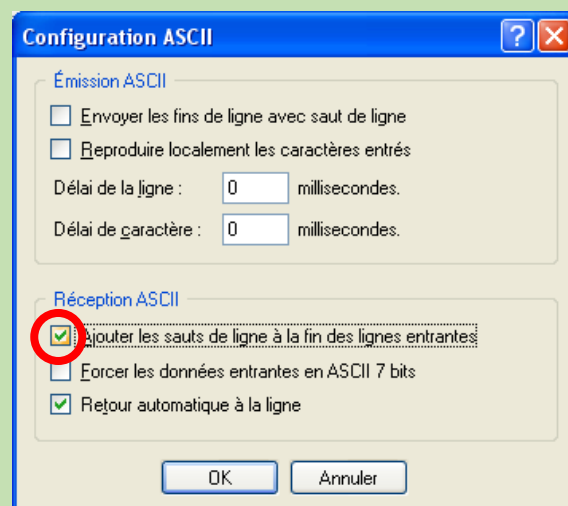 Configuration ASCII
Émission ASCII
Envoyer les fins de ligne avec saut de ligne
Reproduire localement les caractères entrés
Délai de la ligne : 0 millisecondes.
Délai de caractère : 0 millisecondes.
Réception ASCII
Ajouter les sauts de ligne à la fin des lignes entrantes
Forcer les données entrantes en ASCII 7 bits
Retour automatique à la ligne
OK Annuler